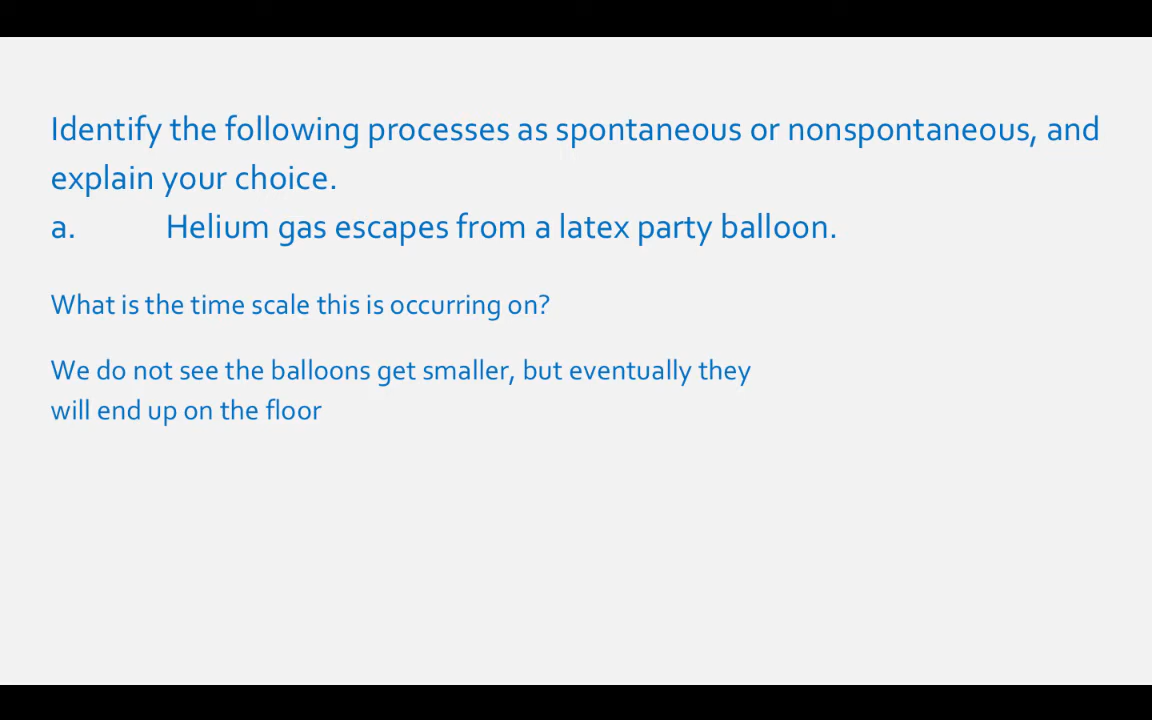 Identify the following processes as spontaneous or nonspontaneous, and
explain your choice.
a. Helium gas escapes from a latex party balloon.
What is the time scale this is occurring on?
We do not see the balloons get smaller, but eventually they
will end up on the floor